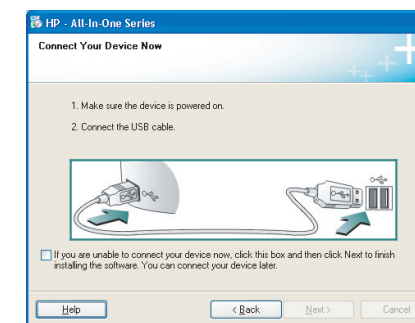 HP - All-In-One Series
Connect Your Device Now
1. Make sure the device is powered on.
2. Connect the USB cable.
If you are unable to connect your device now, click this box and then click Next to finish
installing the software. You can connect your device later.
Help
< Back
Next >
Cancel